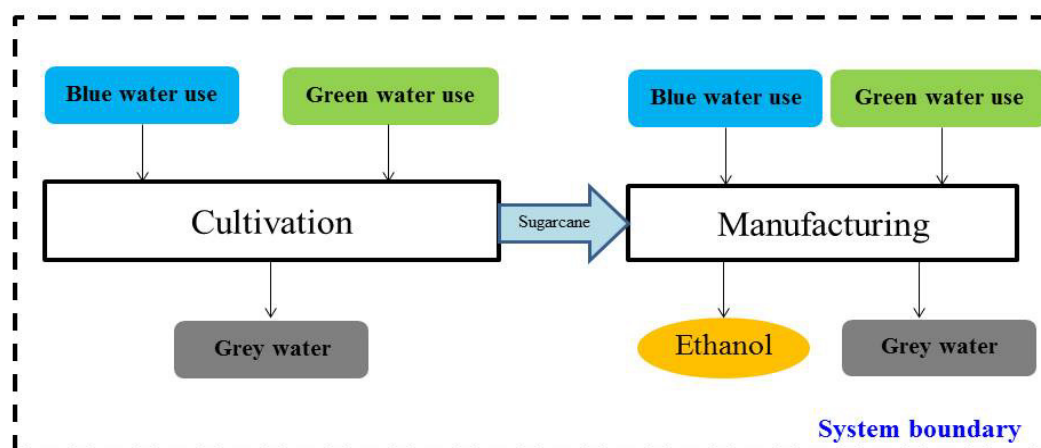 Blue water use
Green water use
Blue water use
Green water use
Cultivation
Sugarcane
Manufacturing
Grey water
Ethanol
Grey water
System boundary